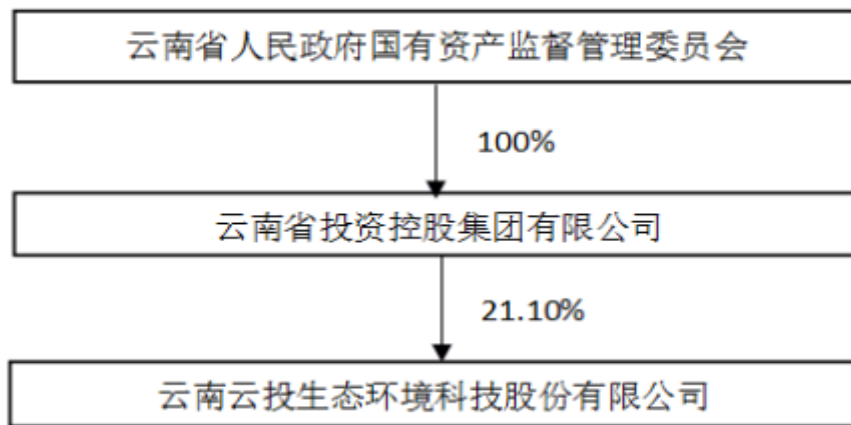 云南省人民政府国有资产监督管理委员会
100%
云南省投资控股集团有限公司
21.10%
云南云投生态环境科技股份有限公司